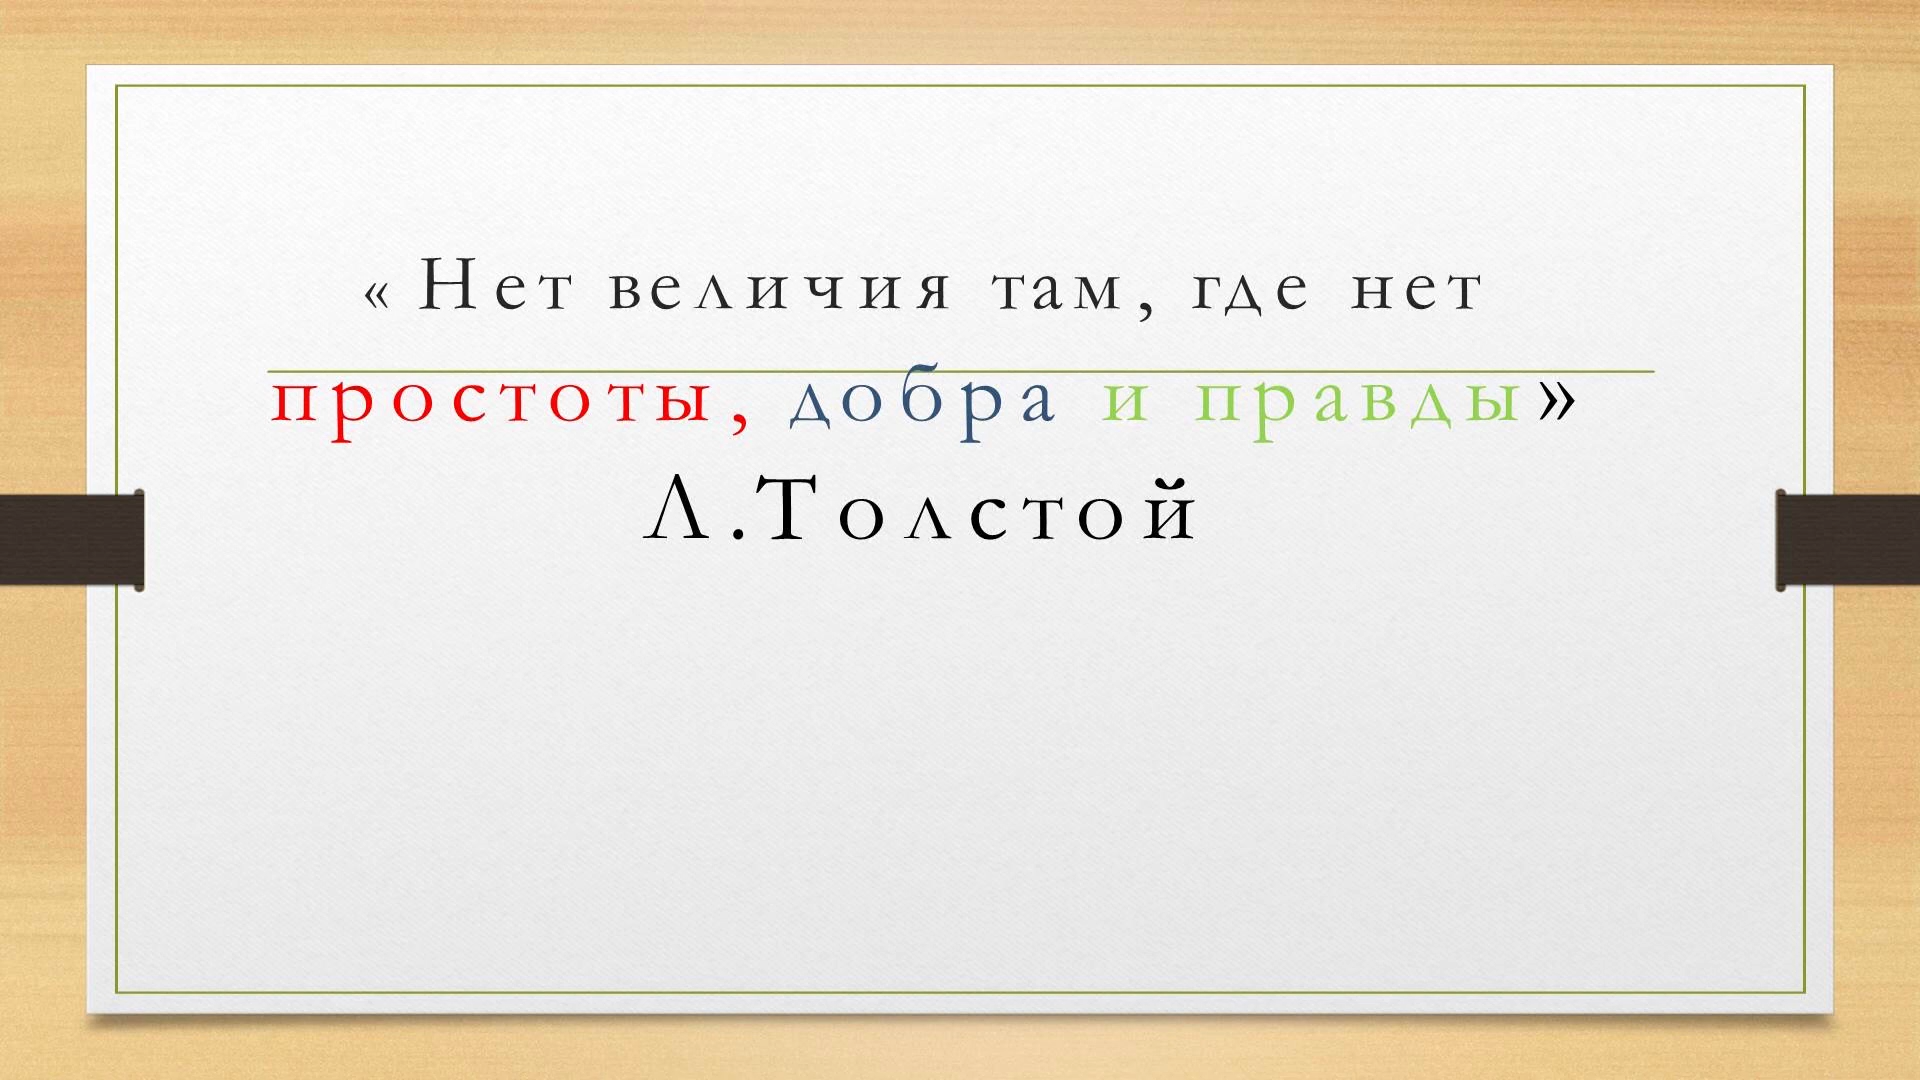 « Нет величия там, где нет
простоты, добра и правды»
Л.Толстой